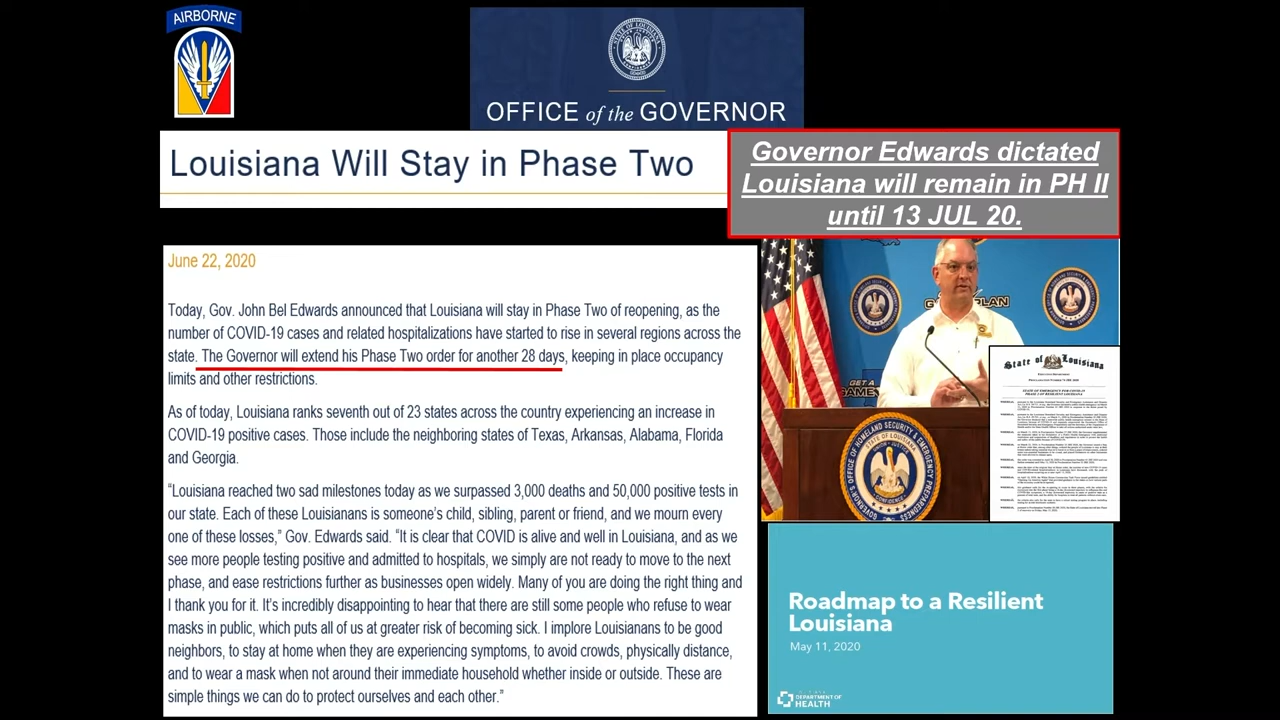 AIRBORNE
STATE OF LOUISIANA
OFFICE of the GOVERNOR
Louisiana Will Stay in Phase Two
Governor Edwards dictated
Louisiana will remain in PH II
until 13 JUL 20.
June 22, 2020
Today, Gov. John Bel Edwards announced that Louisiana will stay in Phase Two of reopening, as the
number of COVID-19 cases and related hospitalizations have started to rise in several regions across the
state. The Governor will extend his Phase Two order for another 28 days, keeping in place occupancy
limits and other restrictions.
As of today, Louisiana ranks seventh out of 23 states across the country experiencing an increase in
COVID-19 positive cases. Those include the neighboring states of Texas, Arkansas, Alabama, Florida
and Georgia.
“Louisiana reached two somber milestones today as we surpassed 3,000 deaths and 50,000 positive tests in
our state. Each of these Louisianans is someone's child, sibling, parent or friend and we mourn every
one of these losses,” Gov. Edwards said. “It is clear that COVID is alive and well in Louisiana, and as we
see more people testing positive and admitted to hospitals, we simply are not ready to move to the next
phase, and ease restrictions further as businesses open widely. Many of you are doing the right thing and
I thank you for it. It's incredibly disappointing to hear that there are still some people who refuse to wear
masks in public, which puts all of us at greater risk of becoming sick. I implore Louisianans to be good
neighbors, to stay at home when they are experiencing symptoms, to avoid crowds, physically distance,
and to wear a mask when not around their immediate household whether inside or outside. These are
simple things we can do to protect ourselves and each other.”
GET A
GAME PLAN
GOVERNOR'S OFFICE OF HOMELAND SECURITY & EMERGENCY PREPAREDNESS
State of Louisiana
Roadmap to a Resilient
Louisiana
May 11, 2020
DEPARTMENT OF
HEALTH